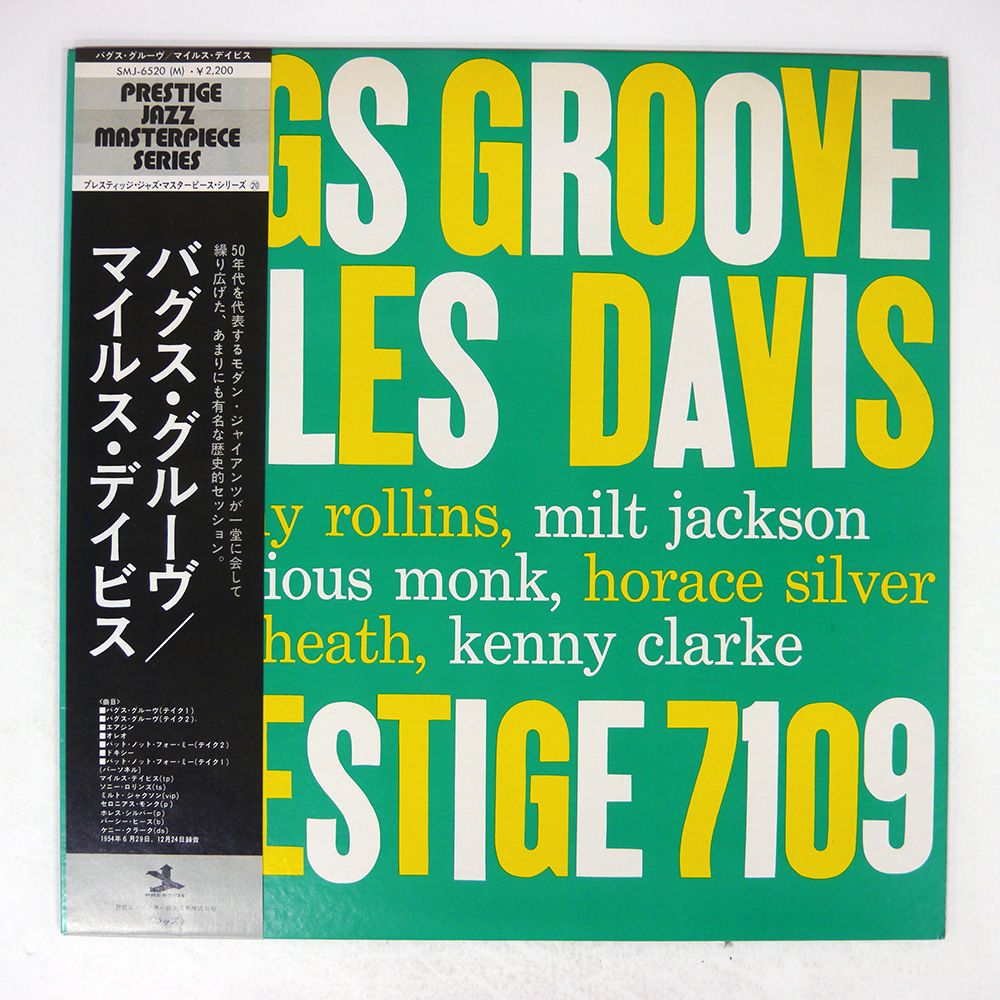 バグス・グルーヴ／マイルス・デイビス
SMJ-6520 (M) ・¥2,200
PRESTIGE
JAZZ
MASTERPIECE
SERIES
プレスティッジ・ジャズ・マスターピース・シリーズ⑳
50年代を代表するモダン・ジャイアンツが一堂に会して
繰り広げた、あまりにも有名な歴史的セッション。
バグス・グルーヴ／
マイルス・デイビス
〈曲目〉
■バグス・グルーヴ(テイク1)
■バグス・グルーヴ(テイク2)
■エアジン
■オレオ
■バット・ノット・フォー・ミー(テイク2)
■ドキシー
■バット・ノット・フォー・ミー(テイク1)
(パーソネル)
マイルス・デイビス(tp)
ソニー・ロリンズ(ts)
ミルト・ジャクソン(vip)
セロニアス・モンク(p)
ホレス・シルバー(p)
パーシー・ヒース(b)
ケニー・クラーク(ds)
1954年6月29日、12月24日録音
PRESTIGE
(ジャズ)
GS GROOVE
LES DAVIS
ny rollins, milt jackson
ious monk, horace silver
heath, kenny clarke
ESTIGE 7109